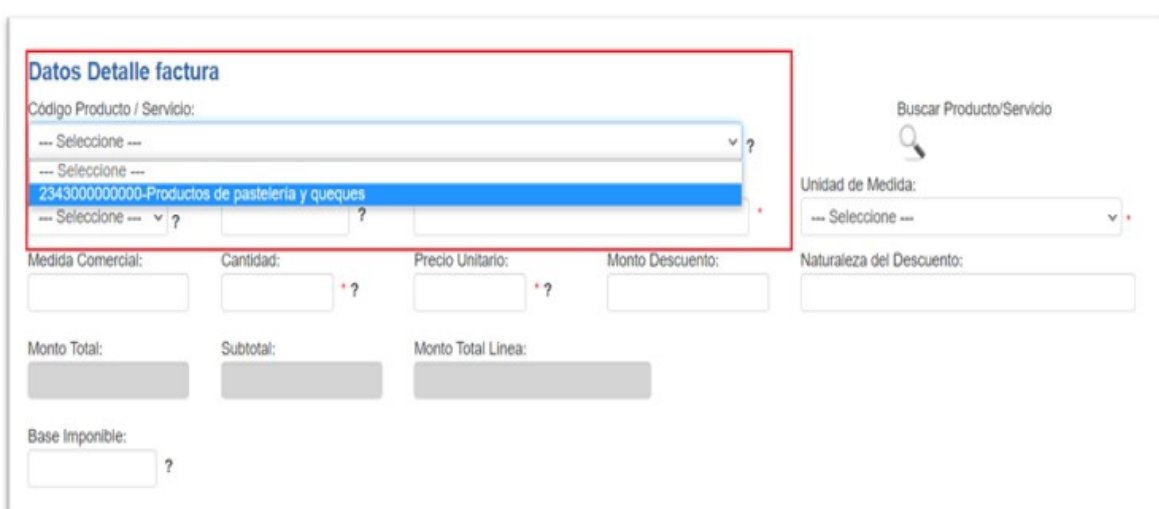 Datos Detalle factura
Código Producto / Servicio:
Buscar Producto/Servicio
--- Seleccione --- ?
--- Seleccione ---
2343000000000-Productos de pastelería y queques
Unidad de Medida:
--- Seleccione --- ? ? * --- Seleccione --- *
Medida Comercial: Cantidad: Precio Unitario: Monto Descuento: Naturaleza del Descuento:
* ? * ?
Monto Total: Subtotal: Monto Total Linea:
Base Imponible:
?